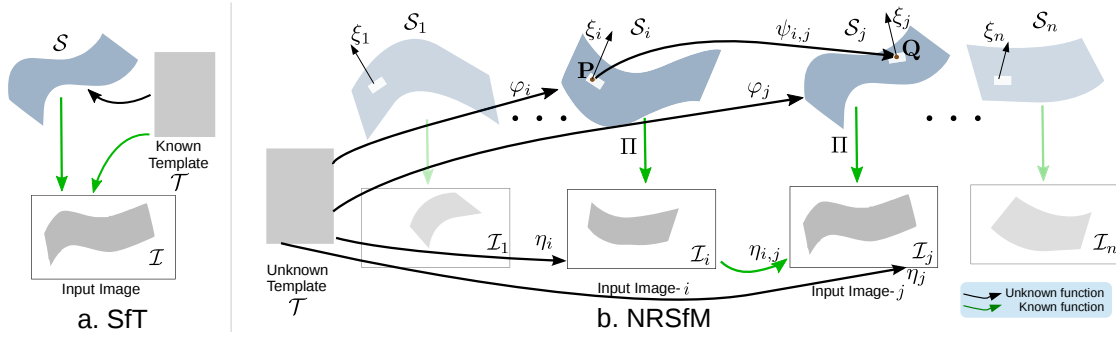 𝒮
Known
Template
𝒯
ℐ
Input Image
a. SfT
ξ₁
𝒮₁
ξᵢ
𝒮ᵢ
ψᵢ,ⱼ
𝒮ⱼ
ξⱼ
ξₙ
𝒮ₙ
P
Q
φᵢ
φⱼ
. . .
. . .
Π
Π
Unknown
Template
𝒯
ℐ₁
ηᵢ
ℐᵢ
ηᵢ,ⱼ
ℐⱼ
ηⱼ
ℐₙ
Input Image- i
Input Image- j
b. NRSfM
Unknown function
Known function